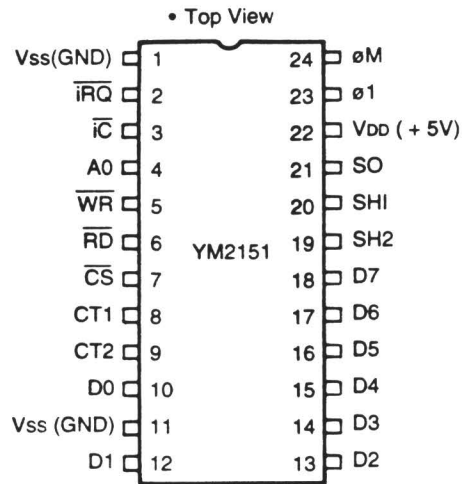 • Top View
Vss(GND) 1 24 øM
iRQ 2 23 ø1
iC 3 22 VDD ( + 5V)
A0 4 21 SO
WR 5 20 SH1
RD 6 19 SH2
YM2151
CS 7 18 D7
CT1 8 17 D6
CT2 9 16 D5
D0 10 15 D4
Vss (GND) 11 14 D3
D1 12 13 D2